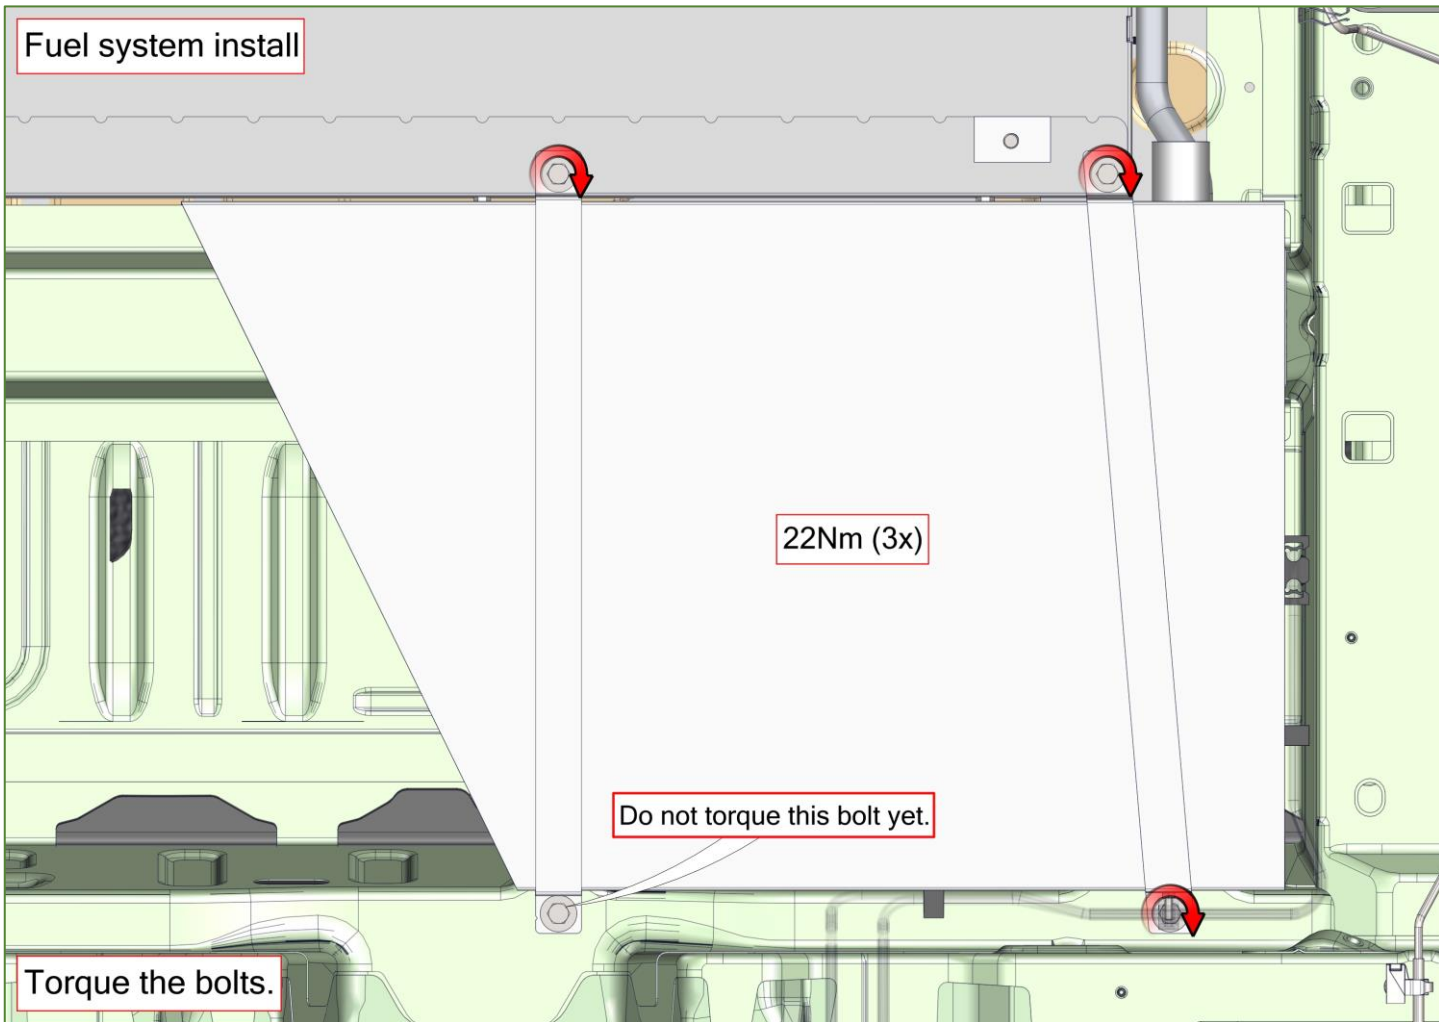 Fuel system install
22Nm (3x)
Do not torque this bolt yet.
Torque the bolts.